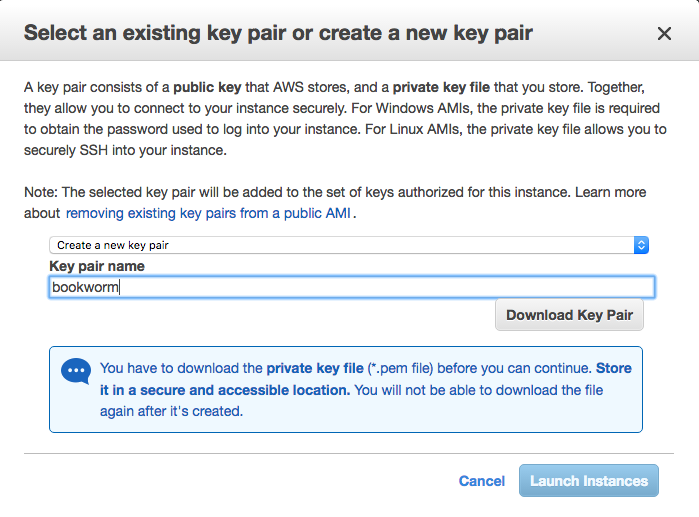 Select an existing key pair or create a new key pair
A key pair consists of a public key that AWS stores, and a private key file that you store. Together,
they allow you to connect to your instance securely. For Windows AMIs, the private key file is required
to obtain the password used to log into your instance. For Linux AMIs, the private key file allows you to
securely SSH into your instance.
Note: The selected key pair will be added to the set of keys authorized for this instance. Learn more
about removing existing key pairs from a public AMI.
Create a new key pair
Key pair name
bookworm
Download Key Pair
You have to download the private key file (*.pem file) before you can continue. Store
it in a secure and accessible location. You will not be able to download the file
again after it's created.
Cancel Launch Instances